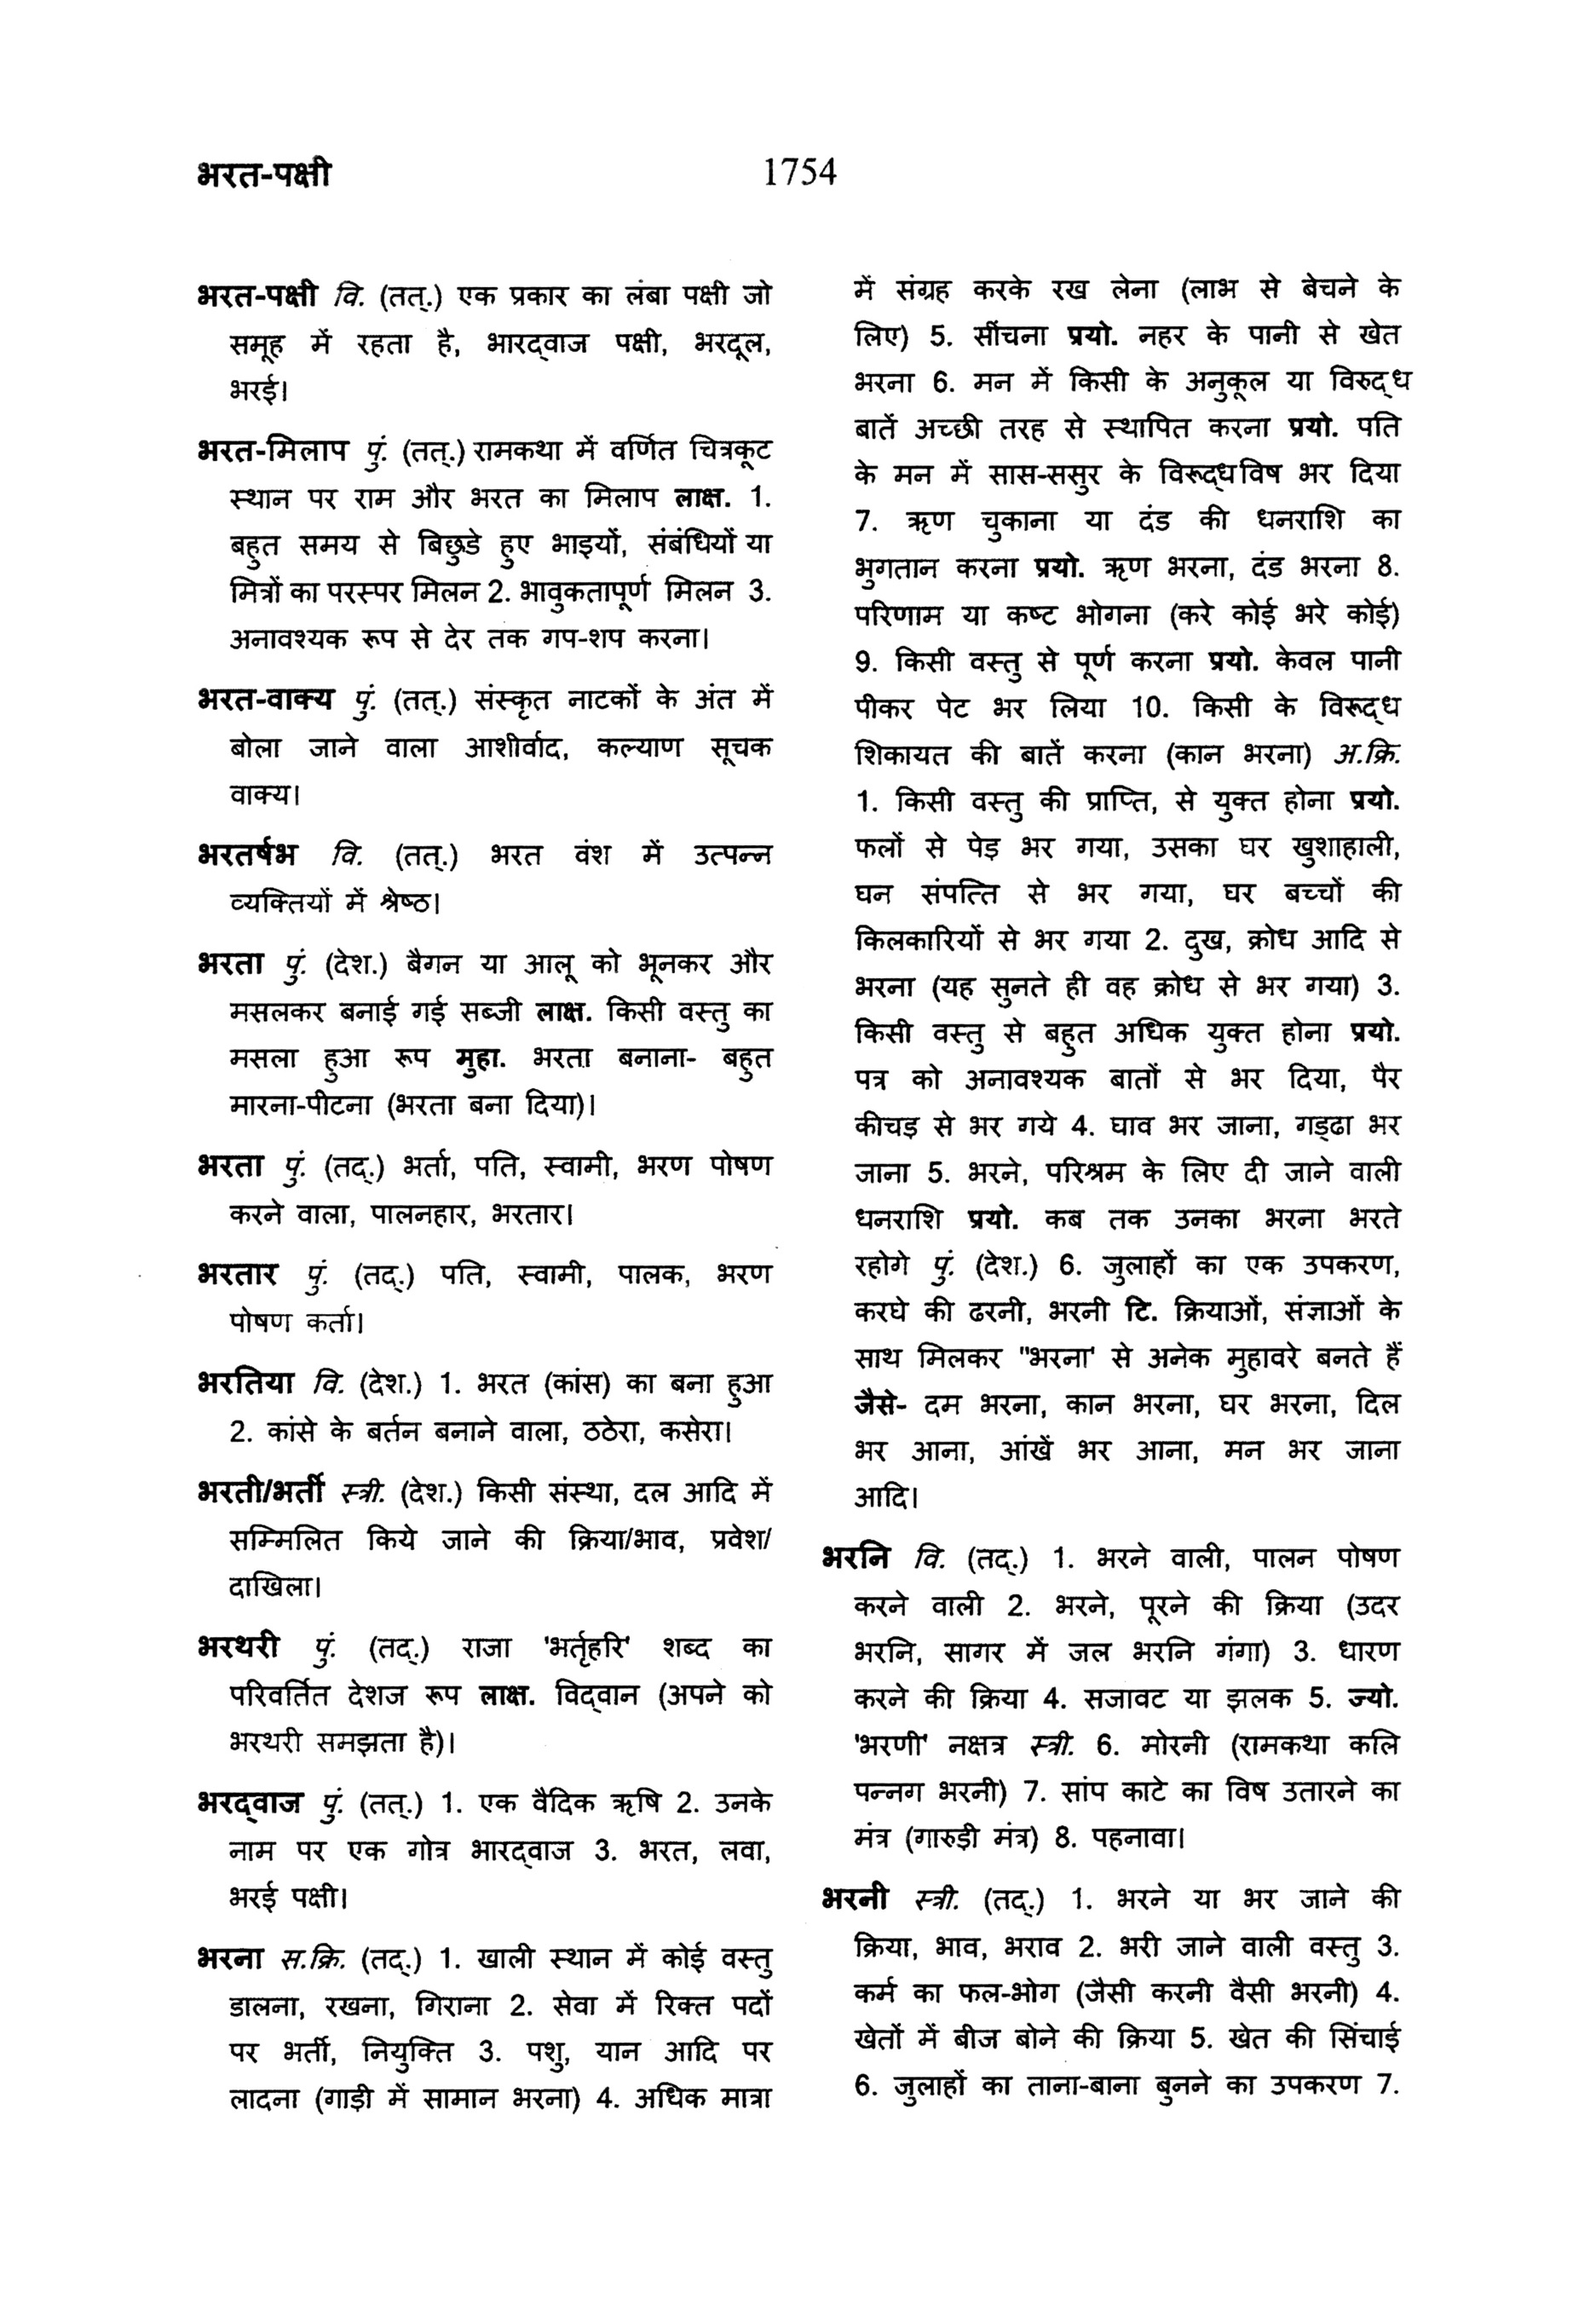 भरत-पक्षी
1754
भरत-पक्षी वि. (तत्.) एक प्रकार का लंबा पक्षी जो
समूह में रहता है, भारद्वाज पक्षी, भरदूल,
भरई।
भरत-मिलाप पुं. (तत्.) रामकथा में वर्णित चित्रकूट
स्थान पर राम और भरत का मिलाप लाक्ष. 1.
बहुत समय से बिछुडे हुए भाइयों, संबंधियों या
मित्रों का परस्पर मिलन 2. भावुकतापूर्ण मिलन 3.
अनावश्यक रूप से देर तक गप-शप करना।
भरत-वाक्य पुं. (तत्.) संस्कृत नाटकों के अंत में
बोला जाने वाला आशीर्वाद, कल्याण सूचक
वाक्य।
भरतर्षभ वि. (तत्.) भरत वंश में उत्पन्न
व्यक्तियों में श्रेष्ठ।
भरता पुं. (देश.) बैगन या आलू को भूनकर और
मसलकर बनाई गई सब्जी लाक्ष. किसी वस्तु का
मसला हुआ रूप मुहा. भरता बनाना- बहुत
मारना-पीटना (भरता बना दिया)।
भरता पुं. (तद्.) भर्ता, पति, स्वामी, भरण पोषण
करने वाला, पालनहार, भरतार।
भरतार पुं. (तद्.) पति, स्वामी, पालक, भरण
पोषण कर्ता।
भरतिया वि. (देश.) 1. भरत (कांस) का बना हुआ
2. कांसे के बर्तन बनाने वाला, ठठेरा, कसेरा।
भरती/भर्ती स्त्री. (देश.) किसी संस्था, दल आदि में
सम्मिलित किये जाने की क्रिया/भाव, प्रवेश/
दाखिला।
भरथरी पुं. (तद्.) राजा 'भर्तृहरि' शब्द का
परिवर्तित देशज रूप लाक्ष. विद्वान (अपने को
भरथरी समझता है)।
भरद्वाज पुं. (तत्.) 1. एक वैदिक ऋषि 2. उनके
नाम पर एक गोत्र भारद्वाज 3. भरत, लवा,
भरई पक्षी।
भरना स.क्रि. (तद्.) 1. खाली स्थान में कोई वस्तु
डालना, रखना, गिराना 2. सेवा में रिक्त पदों
पर भर्ती, नियुक्ति 3. पशु, यान आदि पर
लादना (गाड़ी में सामान भरना) 4. अधिक मात्रा
में संग्रह करके रख लेना (लाभ से बेचने के
लिए) 5. सींचना प्रयो. नहर के पानी से खेत
भरना 6. मन में किसी के अनुकूल या विरुद्ध
बातें अच्छी तरह से स्थापित करना प्रयो. पति
के मन में सास-ससुर के विरूद्धविष भर दिया
7. ऋण चुकाना या दंड की धनराशि का
भुगतान करना प्रयो. ऋण भरना, दंड भरना 8.
परिणाम या कष्ट भोगना (करे कोई भरे कोई)
9. किसी वस्तु से पूर्ण करना प्रयो. केवल पानी
पीकर पेट भर लिया 10. किसी के विरूद्ध
शिकायत की बातें करना (कान भरना) अ.क्रि.
1. किसी वस्तु की प्राप्ति, से युक्त होना प्रयो.
फलों से पेड़ भर गया, उसका घर खुशाहाली,
घन संपत्ति से भर गया, घर बच्चों की
किलकारियों से भर गया 2. दुख, क्रोध आदि से
भरना (यह सुनते ही वह क्रोध से भर गया) 3.
किसी वस्तु से बहुत अधिक युक्त होना प्रयो.
पत्र को अनावश्यक बातों से भर दिया, पैर
कीचड़ से भर गये 4. घाव भर जाना, गड्ढा भर
जाना 5. भरने, परिश्रम के लिए दी जाने वाली
धनराशि प्रयो. कब तक उनका भरना भरते
रहोगे पुं. (देश.) 6. जुलाहों का एक उपकरण,
करघे की ढरनी, भरनी टि. क्रियाओं, संज्ञाओं के
साथ मिलकर "भरना' से अनेक मुहावरे बनते हैं
जैसे- दम भरना, कान भरना, घर भरना, दिल
भर आना, आंखें भर आना, मन भर जाना
आदि।
भरनि वि. (तद्.) 1. भरने वाली, पालन पोषण
करने वाली 2. भरने, पूरने की क्रिया (उदर
भरनि, सागर में जल भरनि गंगा) 3. धारण
करने की क्रिया 4. सजावट या झलक 5. ज्यो.
'भरणी' नक्षत्र स्त्री. 6. मोरनी (रामकथा कलि
पन्नग भरनी) 7. सांप काटे का विष उतारने का
मंत्र (गारुड़ी मंत्र) 8. पहनावा।
भरनी स्त्री. (तद्.) 1. भरने या भर जाने की
क्रिया, भाव, भराव 2. भरी जाने वाली वस्तु 3.
कर्म का फल-भोग (जैसी करनी वैसी भरनी) 4.
खेतों में बीज बोने की क्रिया 5. खेत की सिंचाई
6. जुलाहों का ताना-बाना बुनने का उपकरण 7.